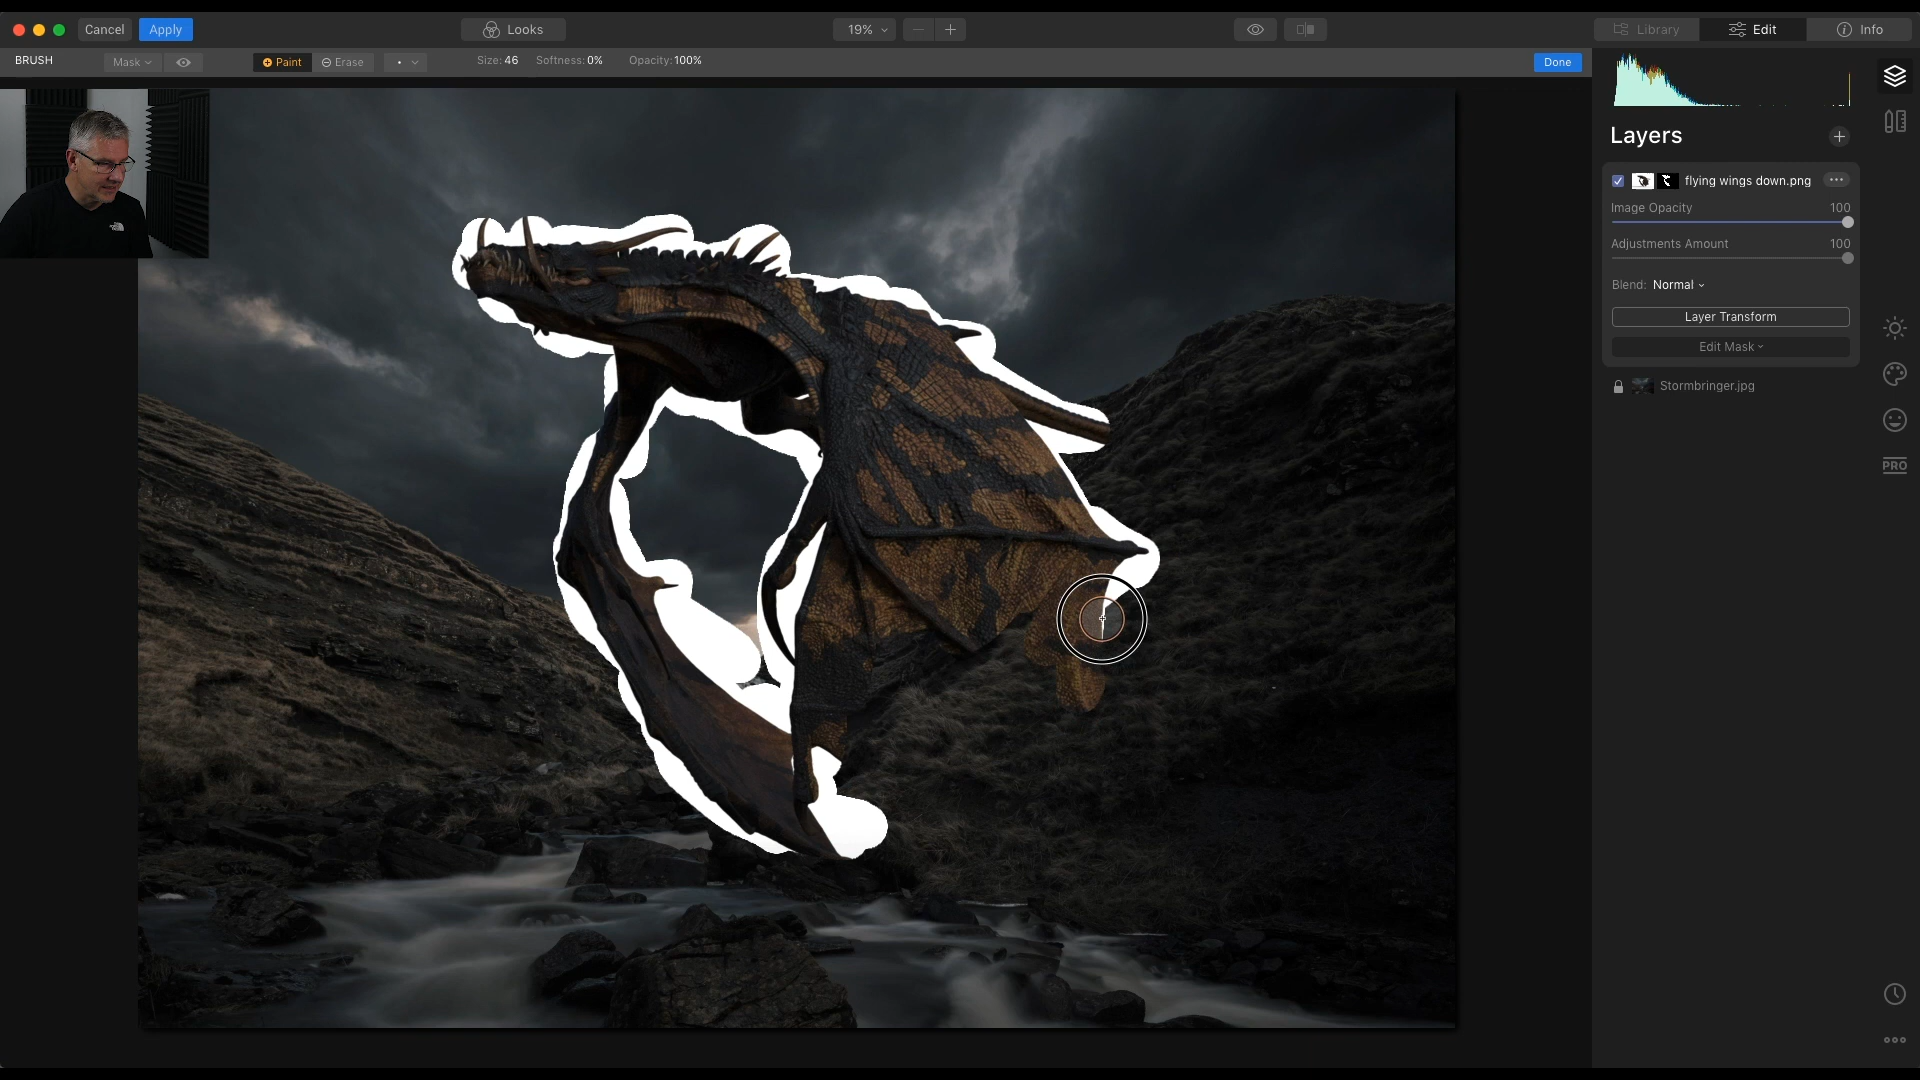 Cancel Apply Looks 19% Library Edit Info
BRUSH Mask Paint Erase Size: 46 Softness: 0% Opacity: 100% Done
Layers
flying wings down.png
Image Opacity 100
Adjustments Amount 100
Blend: Normal
Layer Transform
Edit Mask
Stormbringer.jpg
PRO